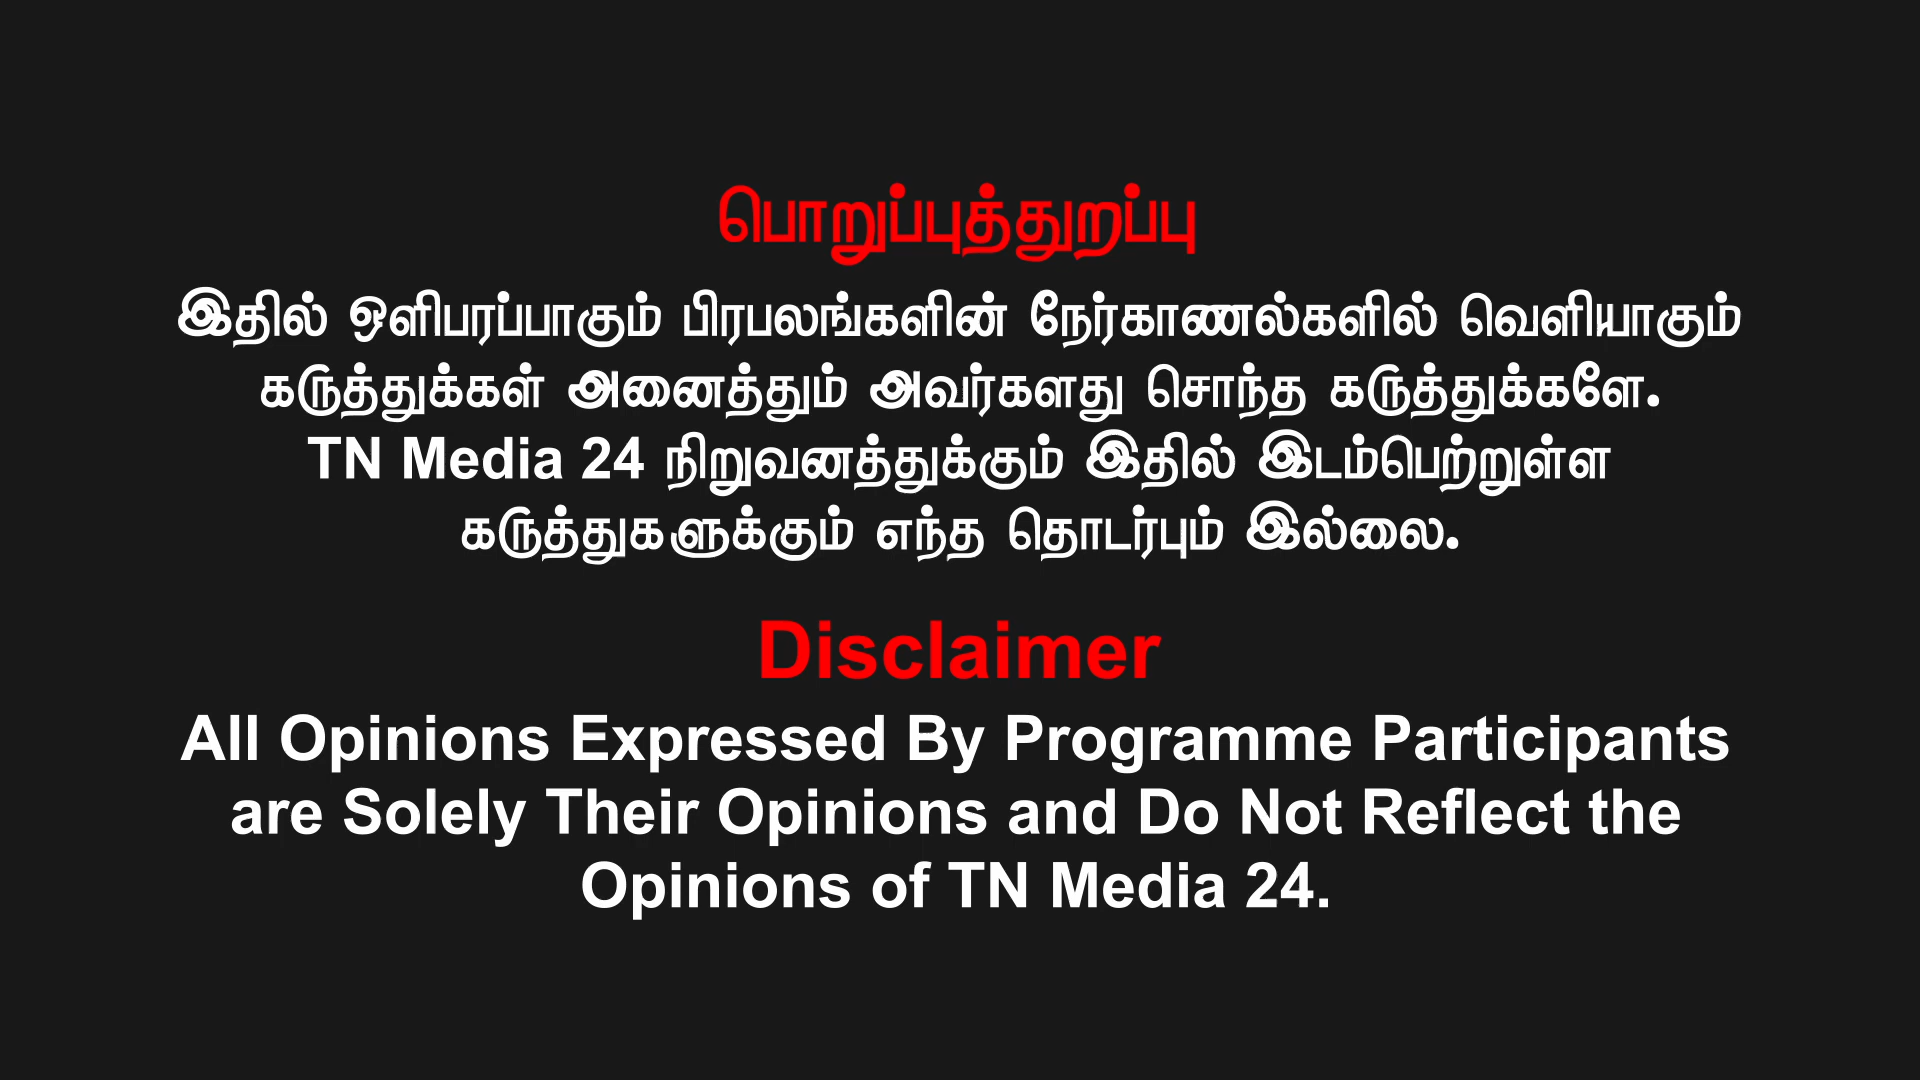 பொறுப்புத்துறப்பு
இதில் ஒளிபரப்பாகும் பிரபலங்களின் நேர்காணல்களில் வெளியாகும்
கருத்துக்கள் அனைத்தும் அவர்களது சொந்த கருத்துக்களே.
TN Media 24 நிறுவனத்துக்கும் இதில் இடம்பெற்றுள்ள
கருத்துகளுக்கும் எந்த தொடர்பும் இல்லை.
Disclaimer
All Opinions Expressed By Programme Participants
are Solely Their Opinions and Do Not Reflect the
Opinions of TN Media 24.